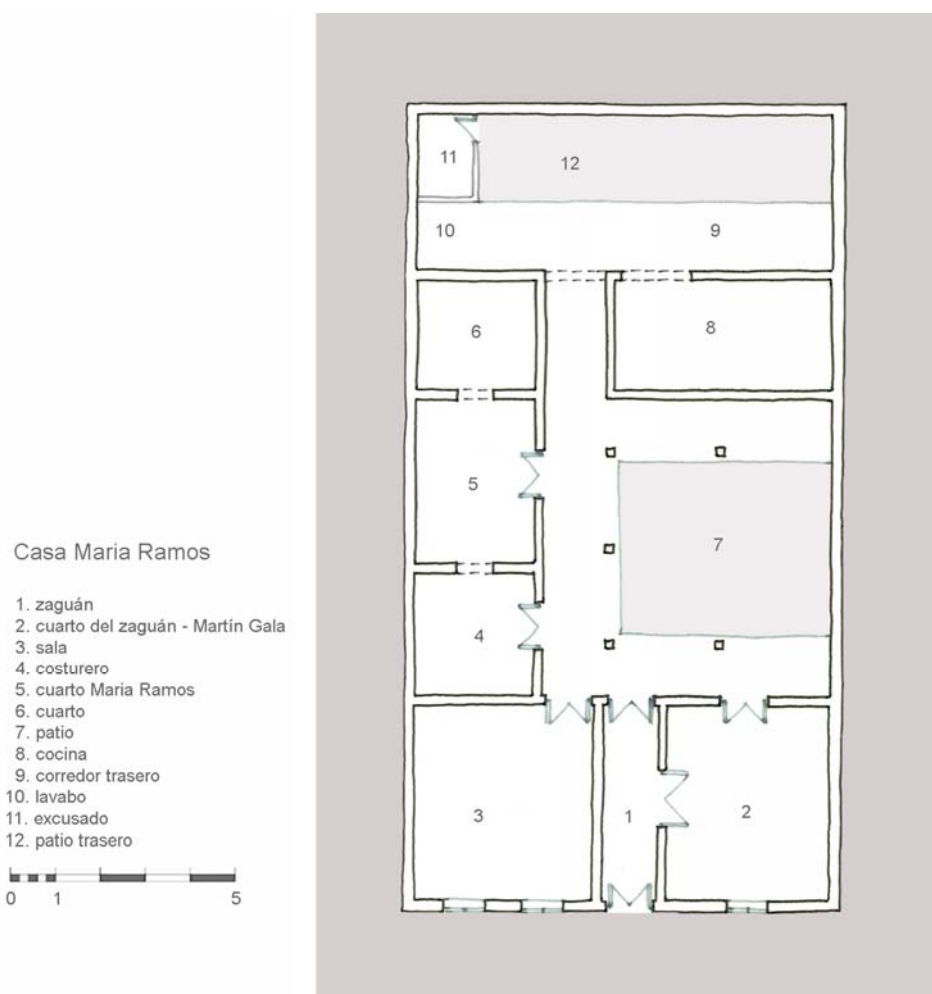 11
12
10
9
6
8
5
7
4
3
1
2
Casa Maria Ramos
1. zaguán
2. cuarto del zaguán - Martín Gala
3. sala
4. costurero
5. cuarto Maria Ramos
6. cuarto
7. patio
8. cocina
9. corredor trasero
10. lavabo
11. excusado
12. patio trasero
0 1 5